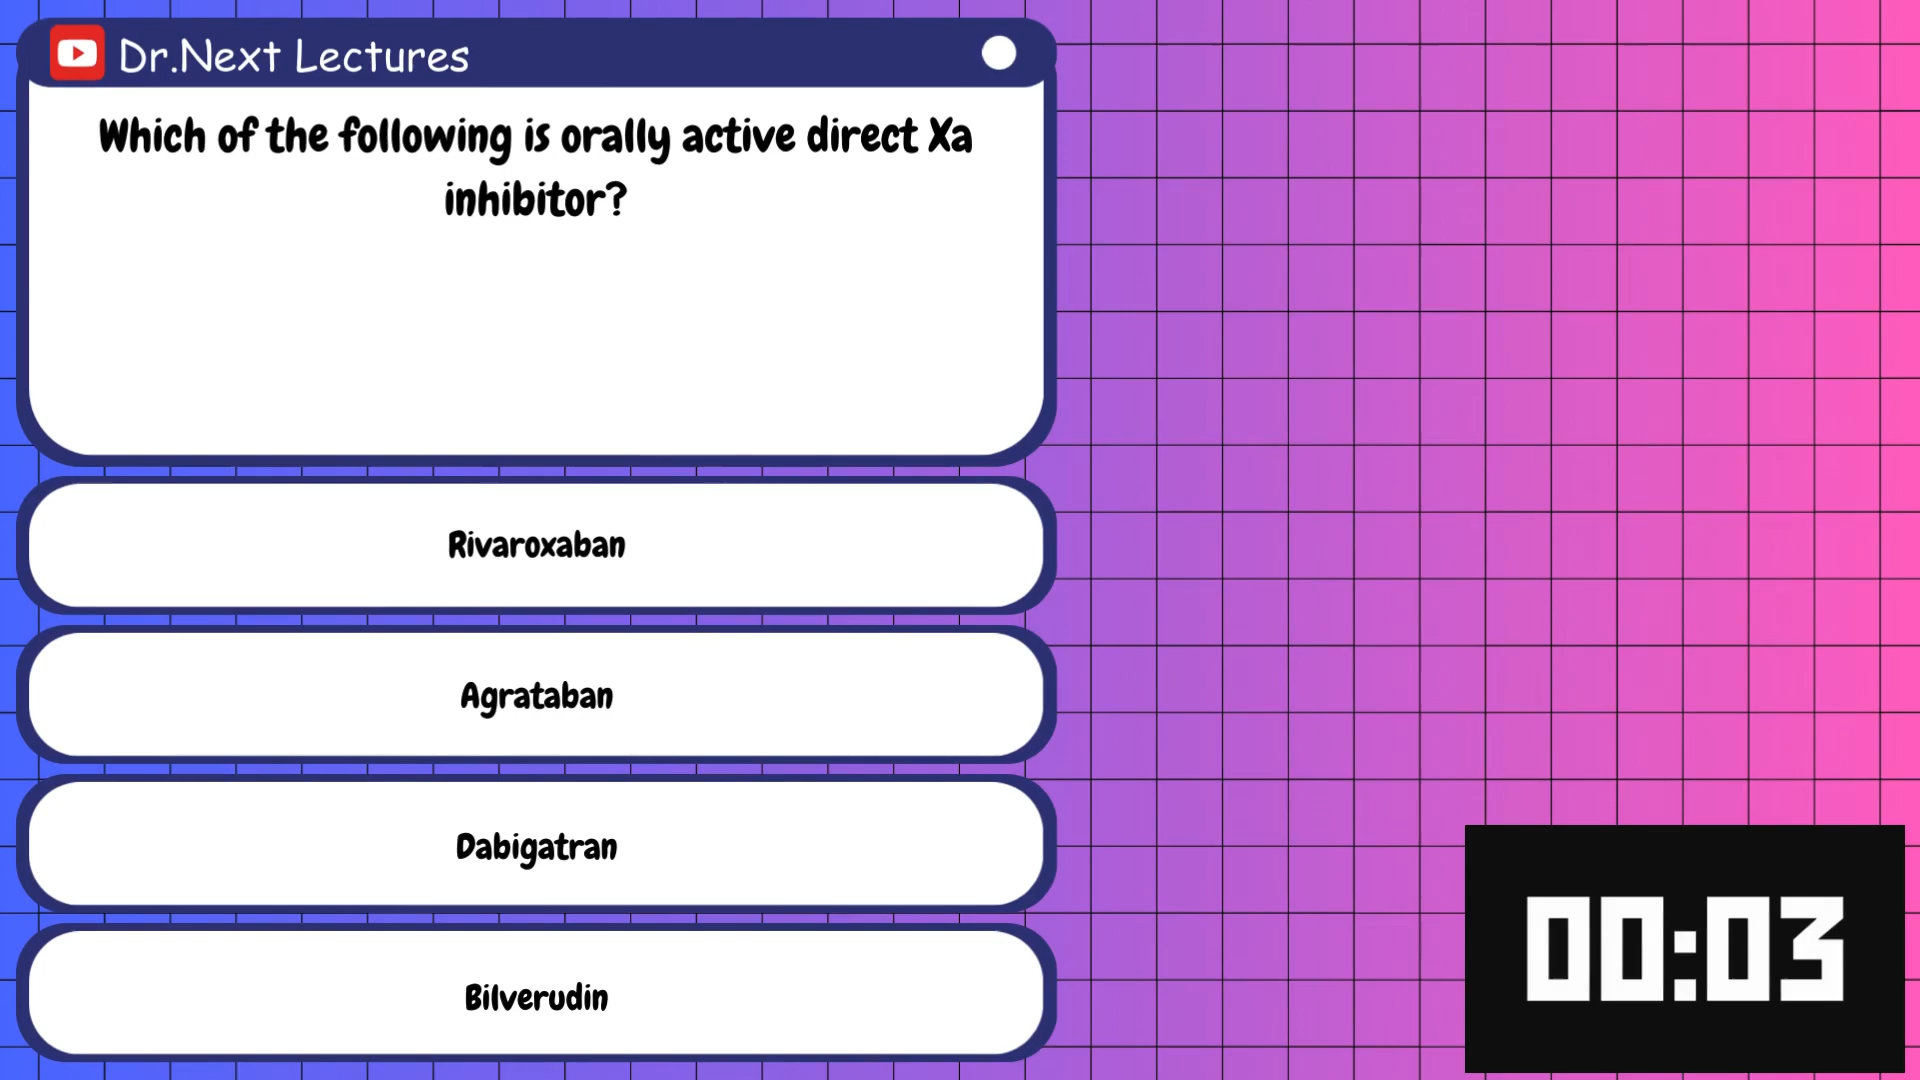 Dr.Next Lectures
Which of the following is orally active direct Xa
inhibitor?
Rivaroxaban
Agrataban
Dabigatran
Bilverudin
00:03